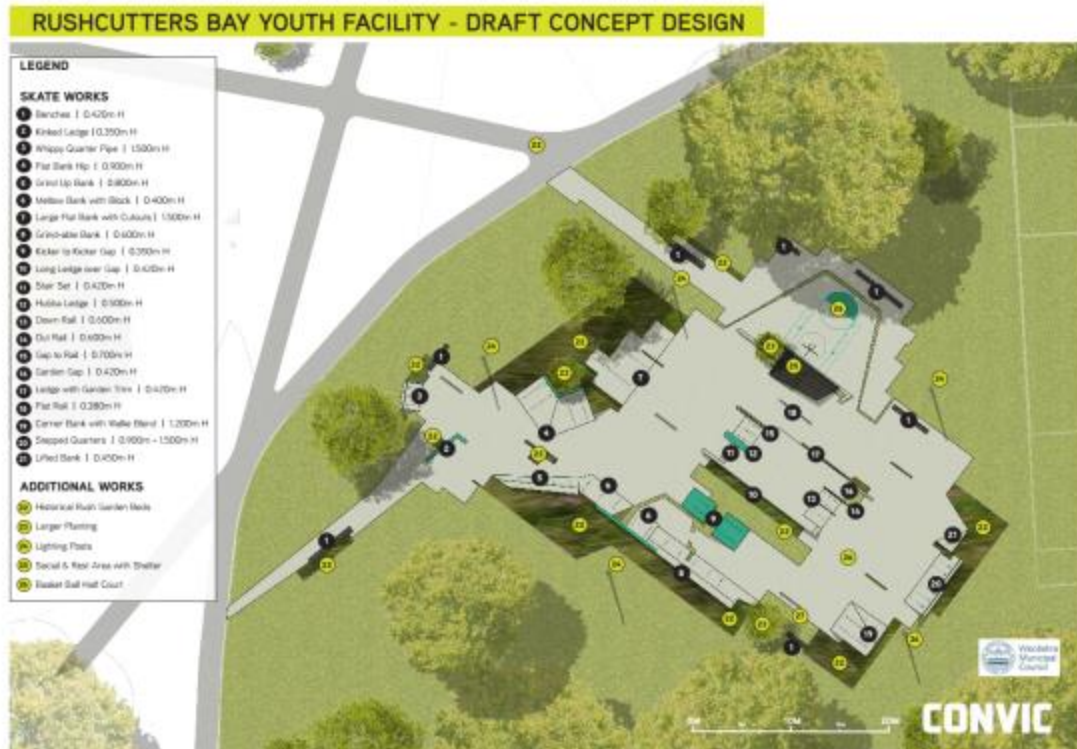 RUSHCUTTERS BAY YOUTH FACILITY - DRAFT CONCEPT DESIGN
LEGEND
SKATE WORKS
1 Benches | 0.420m H
2 Kinked Ledge | 0.350m H
3 Whippy Quarter Pipe | 1.500m H
4 Flat Bank Hip | 0.900m H
5 Grind Up Bank | 0.800m H
6 Mellow Bank with Block | 0.400m H
7 Large Flat Bank with Cutouts | 1.500m H
8 Grind-able Bank | 0.600m H
9 Kicker to Kicker Gap | 0.350m H
10 Long Ledge over Gap | 0.420m H
11 Stair Set | 0.420m H
12 Hubba Ledge | 0.500m H
13 Down Rail | 0.600m H
14 Out Rail | 0.600m H
15 Gap to Rail | 0.700m H
16 Garden Gap | 0.420m H
17 Ledge with Garden Trim | 0.420m H
18 Flat Rail | 0.280m H
19 Corner Bank with Wallie Blend | 1.200m H
20 Stepped Quarters | 0.900m - 1.500m H
21 Lifted Bank | 0.450m H
ADDITIONAL WORKS
22 Historical Rush Garden Beds
23 Larger Planting
24 Lighting Posts
25 Social & Rest Area with Shelter
26 Basket Ball Half Court
Woollahra
Municipal
Council
10M
20M
CONVIC